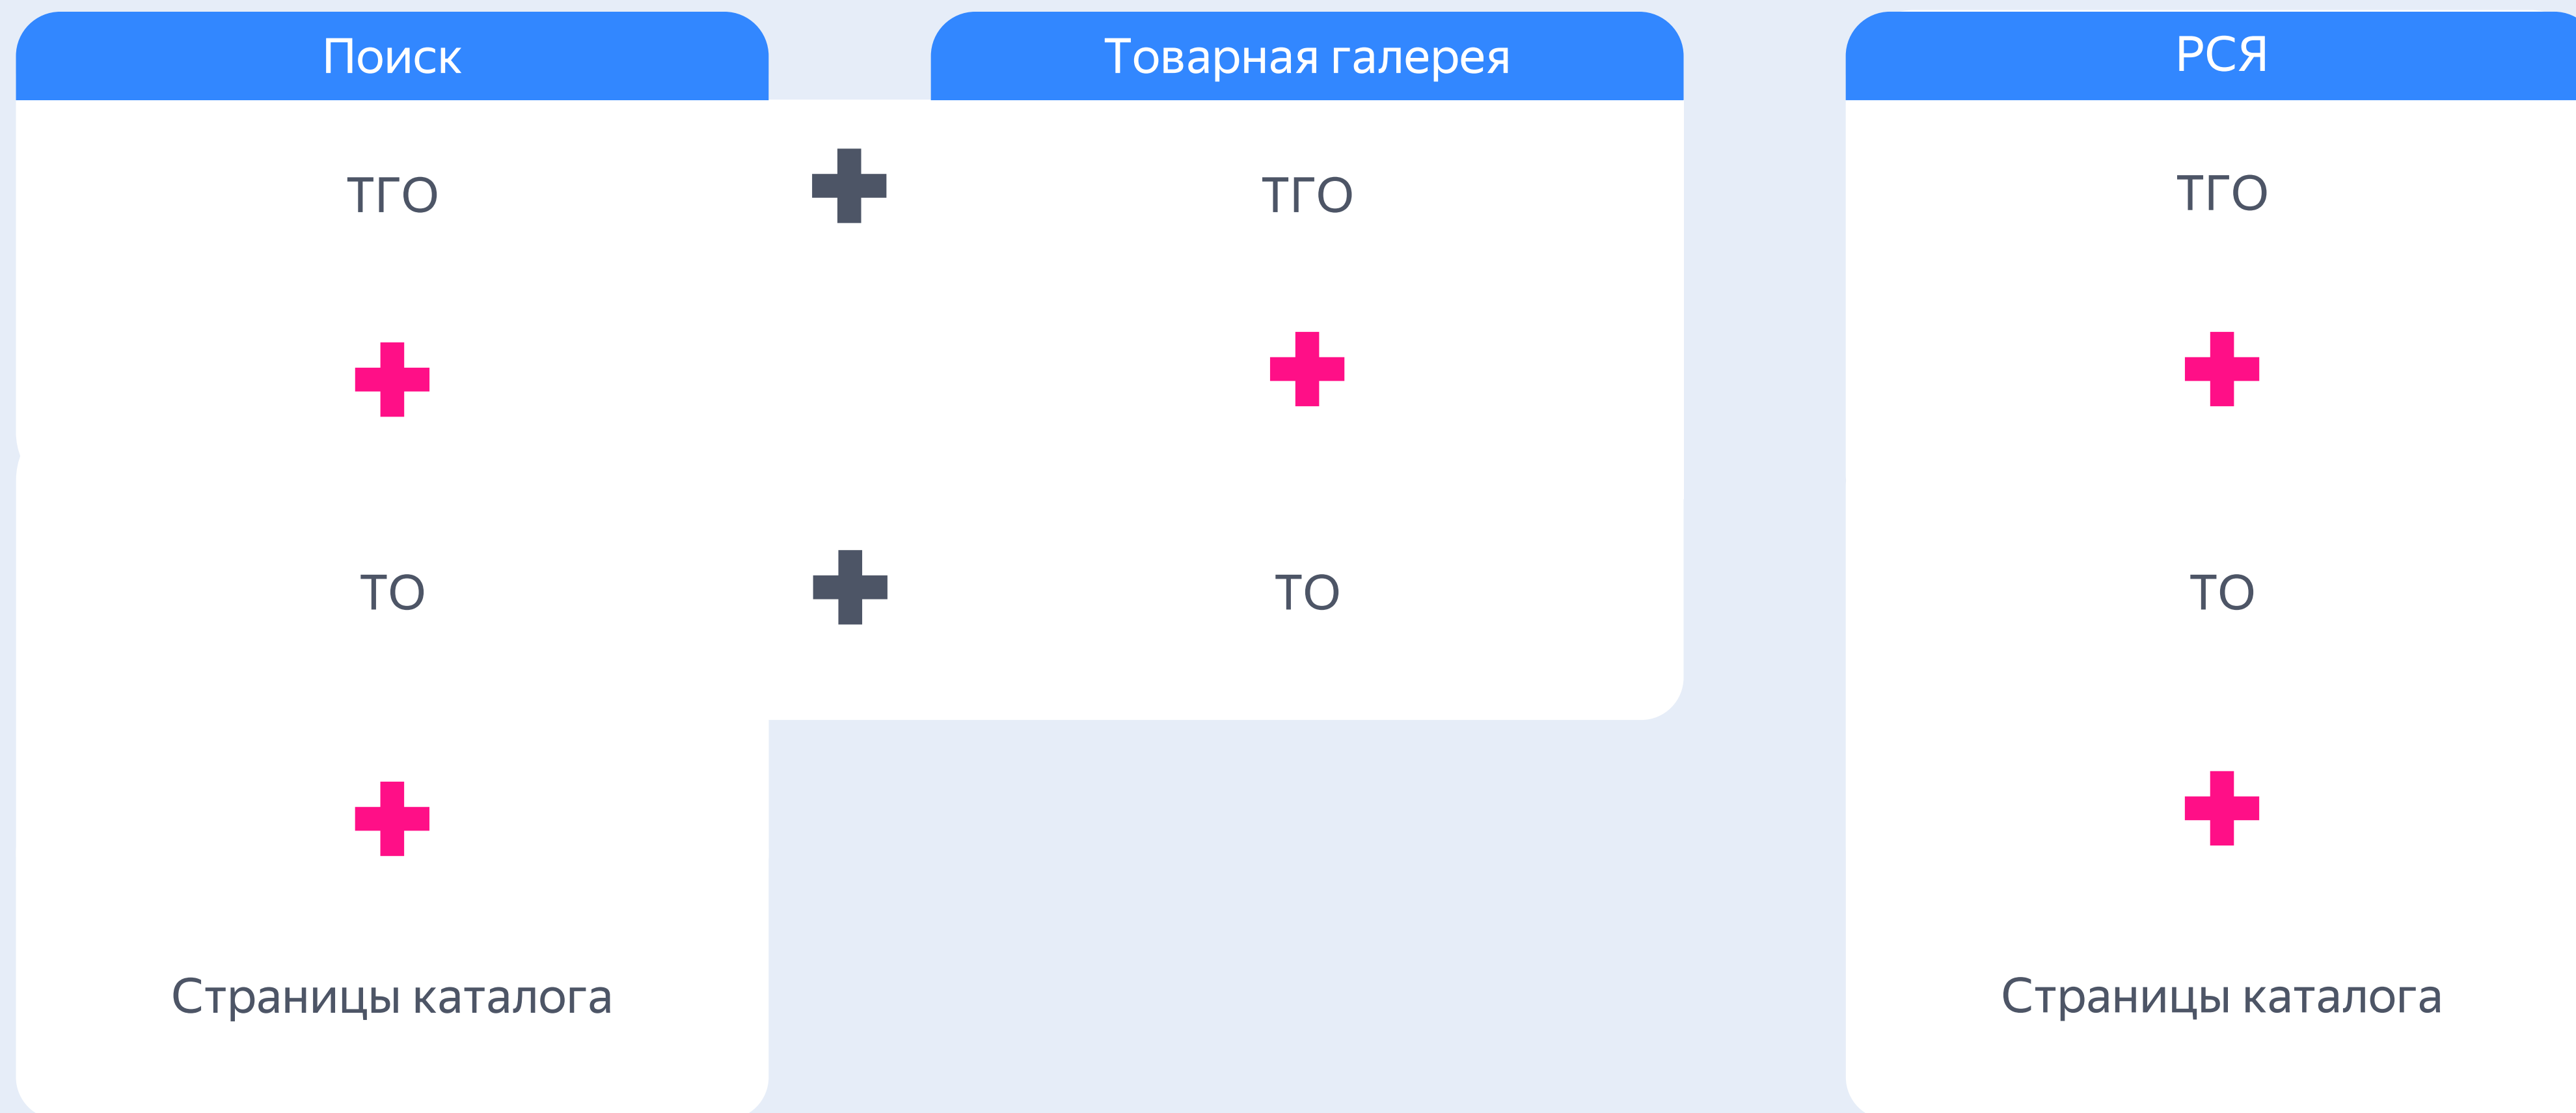 Поиск
Товарная галерея
РСЯ
ТГО
ТГО
ТГО
ТО
ТО
ТО
Страницы каталога
Страницы каталога